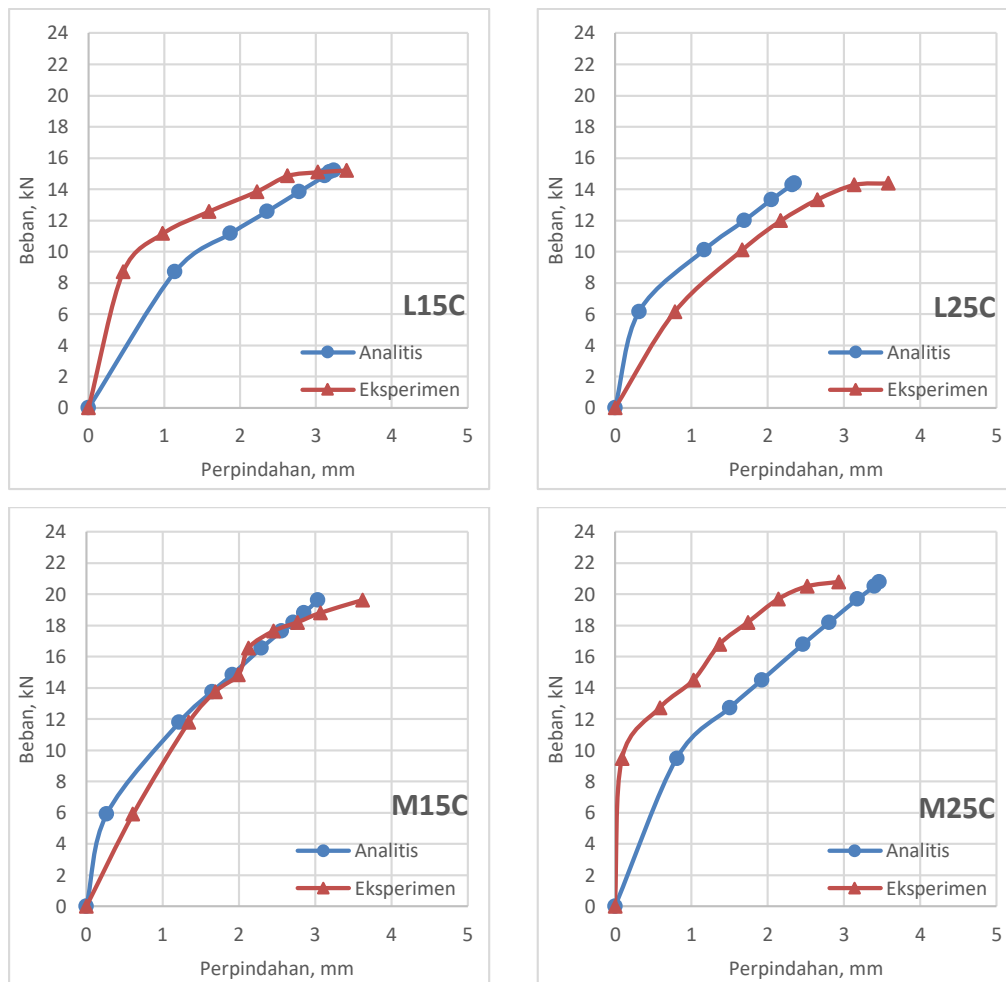 24
22
20
18
16
14
12
10
8
6
4
2
0
Beban, kN
L15C
Analitis
Eksperimen
0 1 2 3 4 5
Perpindahan, mm
24
22
20
18
16
14
12
10
8
6
4
2
0
Beban, kN
L25C
Analitis
Eksperimen
0 1 2 3 4 5
Perpindahan, mm
24
22
20
18
16
14
12
10
8
6
4
2
0
Beban, kN
M15C
Analitis
Eksperimen
0 1 2 3 4 5
Perpindahan, mm
24
22
20
18
16
14
12
10
8
6
4
2
0
Beban, kN
M25C
Analitis
Eksperimen
0 1 2 3 4 5
Perpindahan, mm